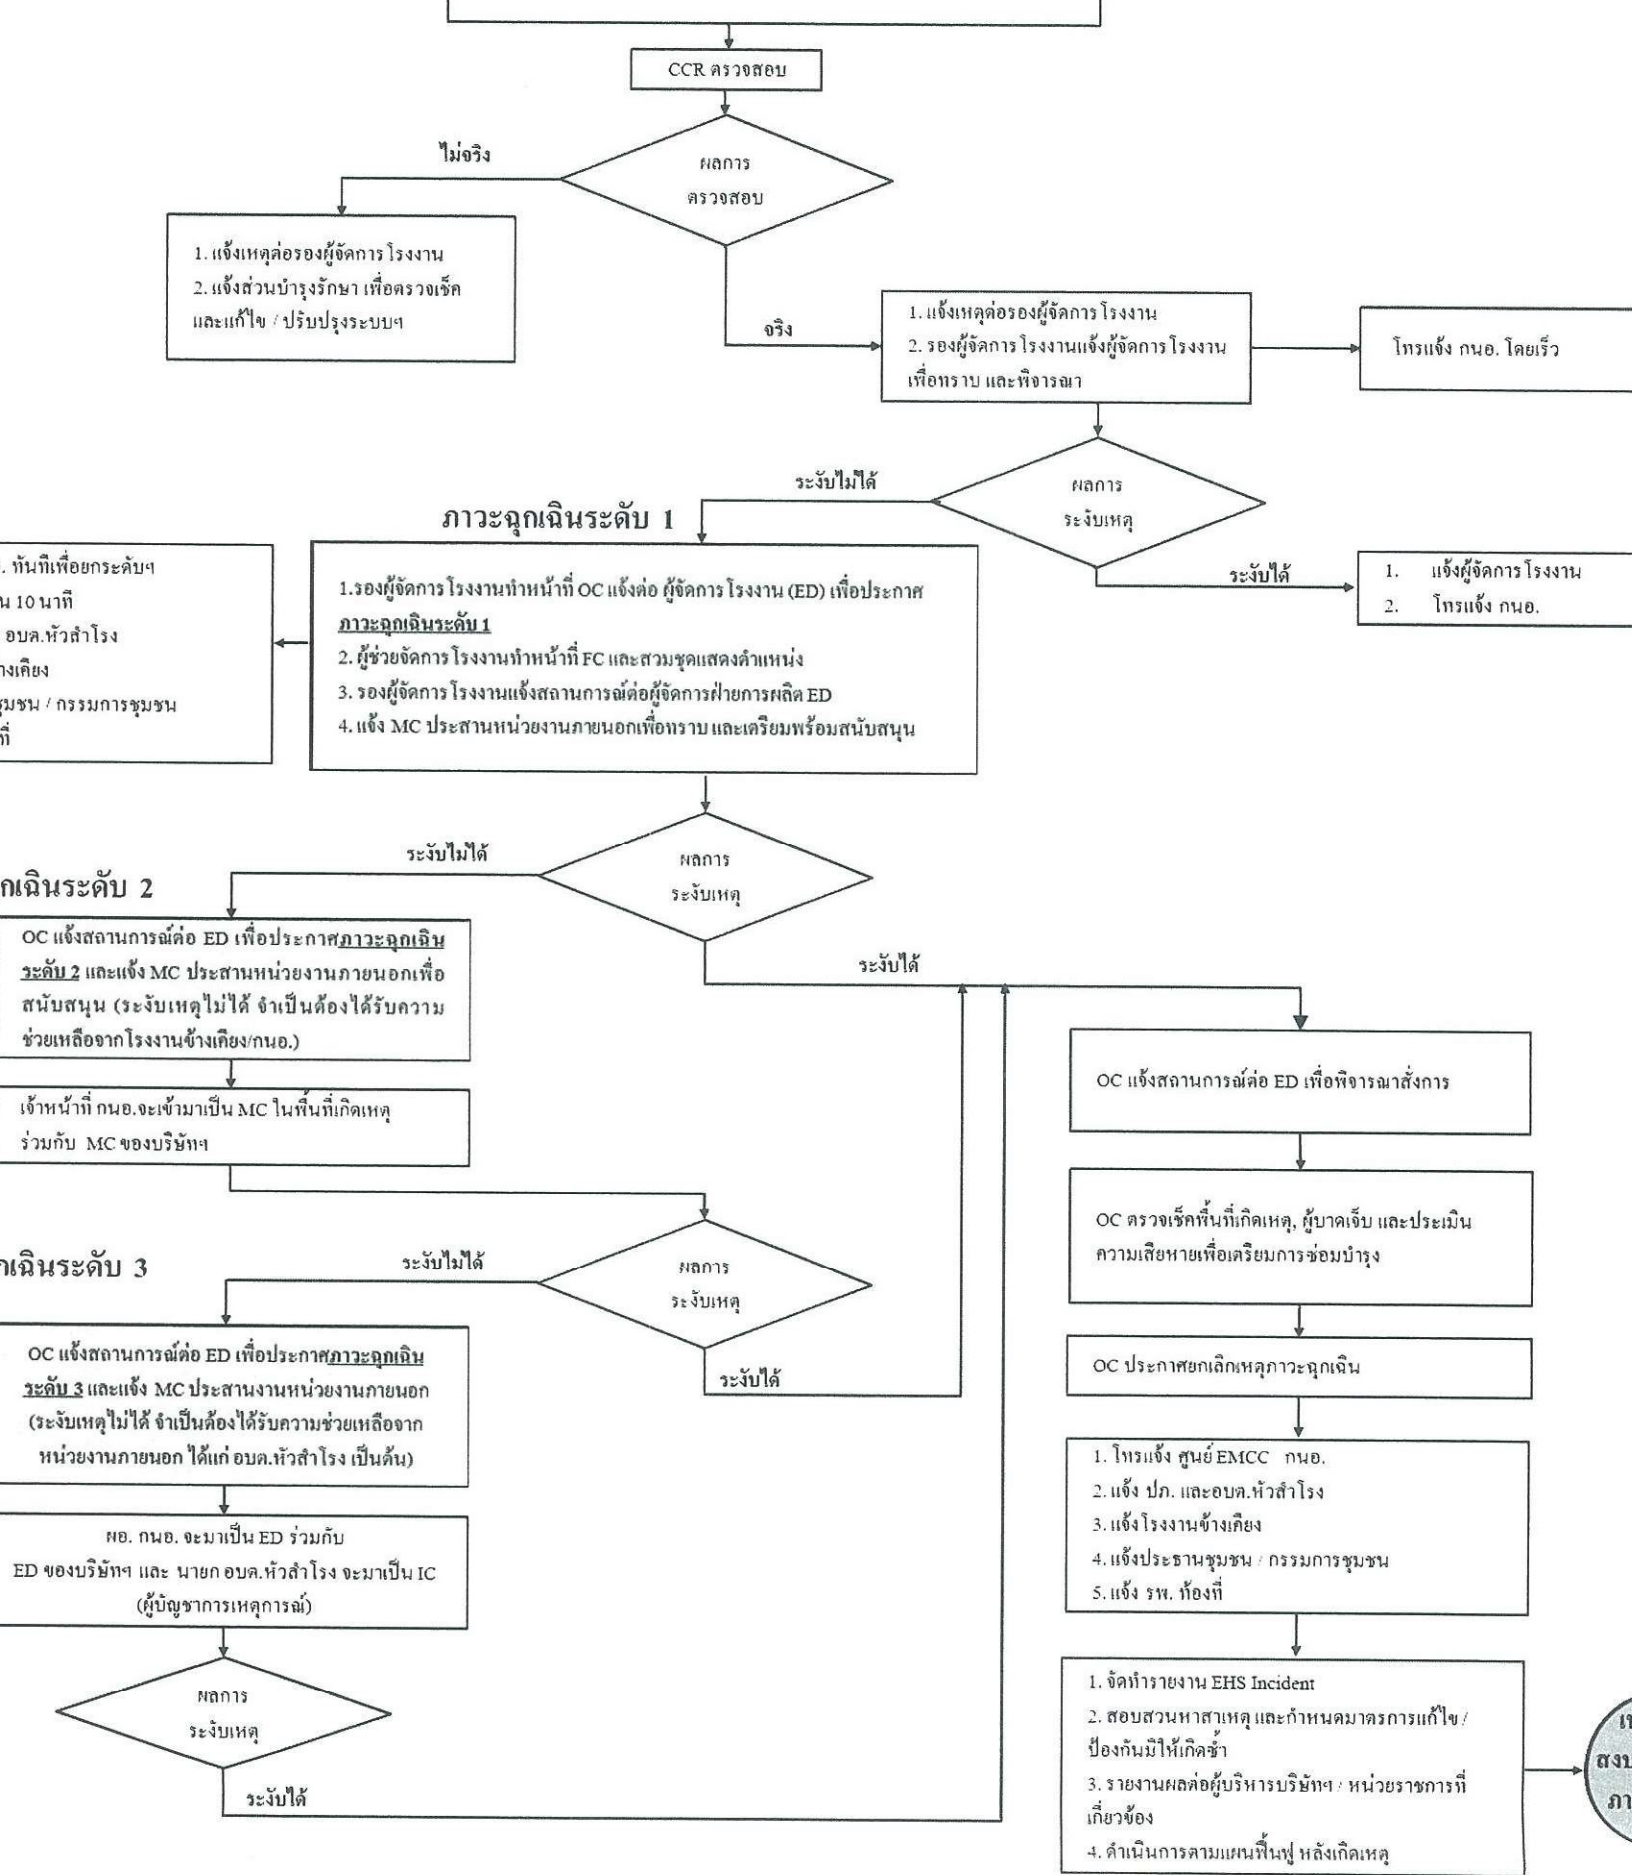 CCR ตรวจสอบ
ผลการ
ตรวจสอบ
ไม่จริง
1. แจ้งเหตุต่อรองผู้จัดการโรงงาน
2. แจ้งส่วนบำรุงรักษา เพื่อตรวจเช็ค
และแก้ไข / ปรับปรุงระบบฯ
จริง
1. แจ้งเหตุต่อรองผู้จัดการโรงงาน
2. รองผู้จัดการโรงงานแจ้งผู้จัดการโรงงาน
เพื่อทราบ และพิจารณา
โทรแจ้ง กนอ. โดยเร็ว
ผลการ
ระงับเหตุ
ระงับไม่ได้
ระงับได้
1. แจ้งผู้จัดการโรงงาน
2. โทรแจ้ง กนอ.
ภาวะฉุกเฉินระดับ 1
1.รองผู้จัดการโรงงานทำหน้าที่ OC แจ้งต่อ ผู้จัดการโรงงาน (ED) เพื่อประกาศ
ภาวะฉุกเฉินระดับ 1
2. ผู้ช่วยจัดการโรงงานทำหน้าที่ FC และสวมชุดแสดงตำแหน่ง
3. รองผู้จัดการโรงงานแจ้งสถานการณ์ต่อผู้จัดการฝ่ายการผลิต ED
4. แจ้ง MC ประสานหน่วยงานภายนอกเพื่อทราบ และเตรียมพร้อมสนับสนุน
. ทันทีเพื่อยกระดับฯ
น 10 นาที
อบต.หัวสำโรง
างเคียง
ชุมชน / กรรมการชุมชน
ที่
ผลการ
ระงับเหตุ
ระงับไม่ได้
ระงับได้
กเฉินระดับ 2
OC แจ้งสถานการณ์ต่อ ED เพื่อประกาศภาวะฉุกเฉิน
ระดับ 2 และแจ้ง MC ประสานหน่วยงานภายนอกเพื่อ
สนับสนุน (ระงับเหตุไม่ได้ จำเป็นต้องได้รับความ
ช่วยเหลือจากโรงงานข้างเคียง/กนอ.)
เจ้าหน้าที่ กนอ.จะเข้ามาเป็น MC ในพื้นที่เกิดเหตุ
ร่วมกับ MC ของบริษัทฯ
ผลการ
ระงับเหตุ
ระงับไม่ได้
ระงับได้
กเฉินระดับ 3
OC แจ้งสถานการณ์ต่อ ED เพื่อประกาศภาวะฉุกเฉิน
ระดับ 3 และแจ้ง MC ประสานงานหน่วยงานภายนอก
(ระงับเหตุไม่ได้ จำเป็นต้องได้รับความช่วยเหลือจาก
หน่วยงานภายนอก ได้แก่ อบต.หัวสำโรง เป็นต้น)
ผอ. กนอ. จะมาเป็น ED ร่วมกับ
ED ของบริษัทฯ และ นายก อบต.หัวสำโรง จะมาเป็น IC
(ผู้บัญชาการเหตุการณ์)
ผลการ
ระงับเหตุ
ระงับได้
OC แจ้งสถานการณ์ต่อ ED เพื่อพิจารณาสั่งการ
OC ตรวจเช็คพื้นที่เกิดเหตุ, ผู้บาดเจ็บ และประเมิน
ความเสียหายเพื่อเตรียมการซ่อมบำรุง
OC ประกาศยกเลิกเหตุภาวะฉุกเฉิน
1. โทรแจ้ง ศูนย์ EMCC กนอ.
2. แจ้ง ปภ. และอบต.หัวสำโรง
3. แจ้งโรงงานข้างเคียง
4. แจ้งประธานชุมชน / กรรมการชุมชน
5. แจ้ง รพ. ท้องที่
1. จัดทำรายงาน EHS Incident
2. สอบสวนหาสาเหตุ และกำหนดมาตรการแก้ไข /
ป้องกันมิให้เกิดซ้ำ
3. รายงานผลต่อผู้บริหารบริษัทฯ / หน่วยราชการที่
เกี่ยวข้อง
4. ดำเนินการตามแผนฟื้นฟู หลังเกิดเหตุ
สงบ
ภา